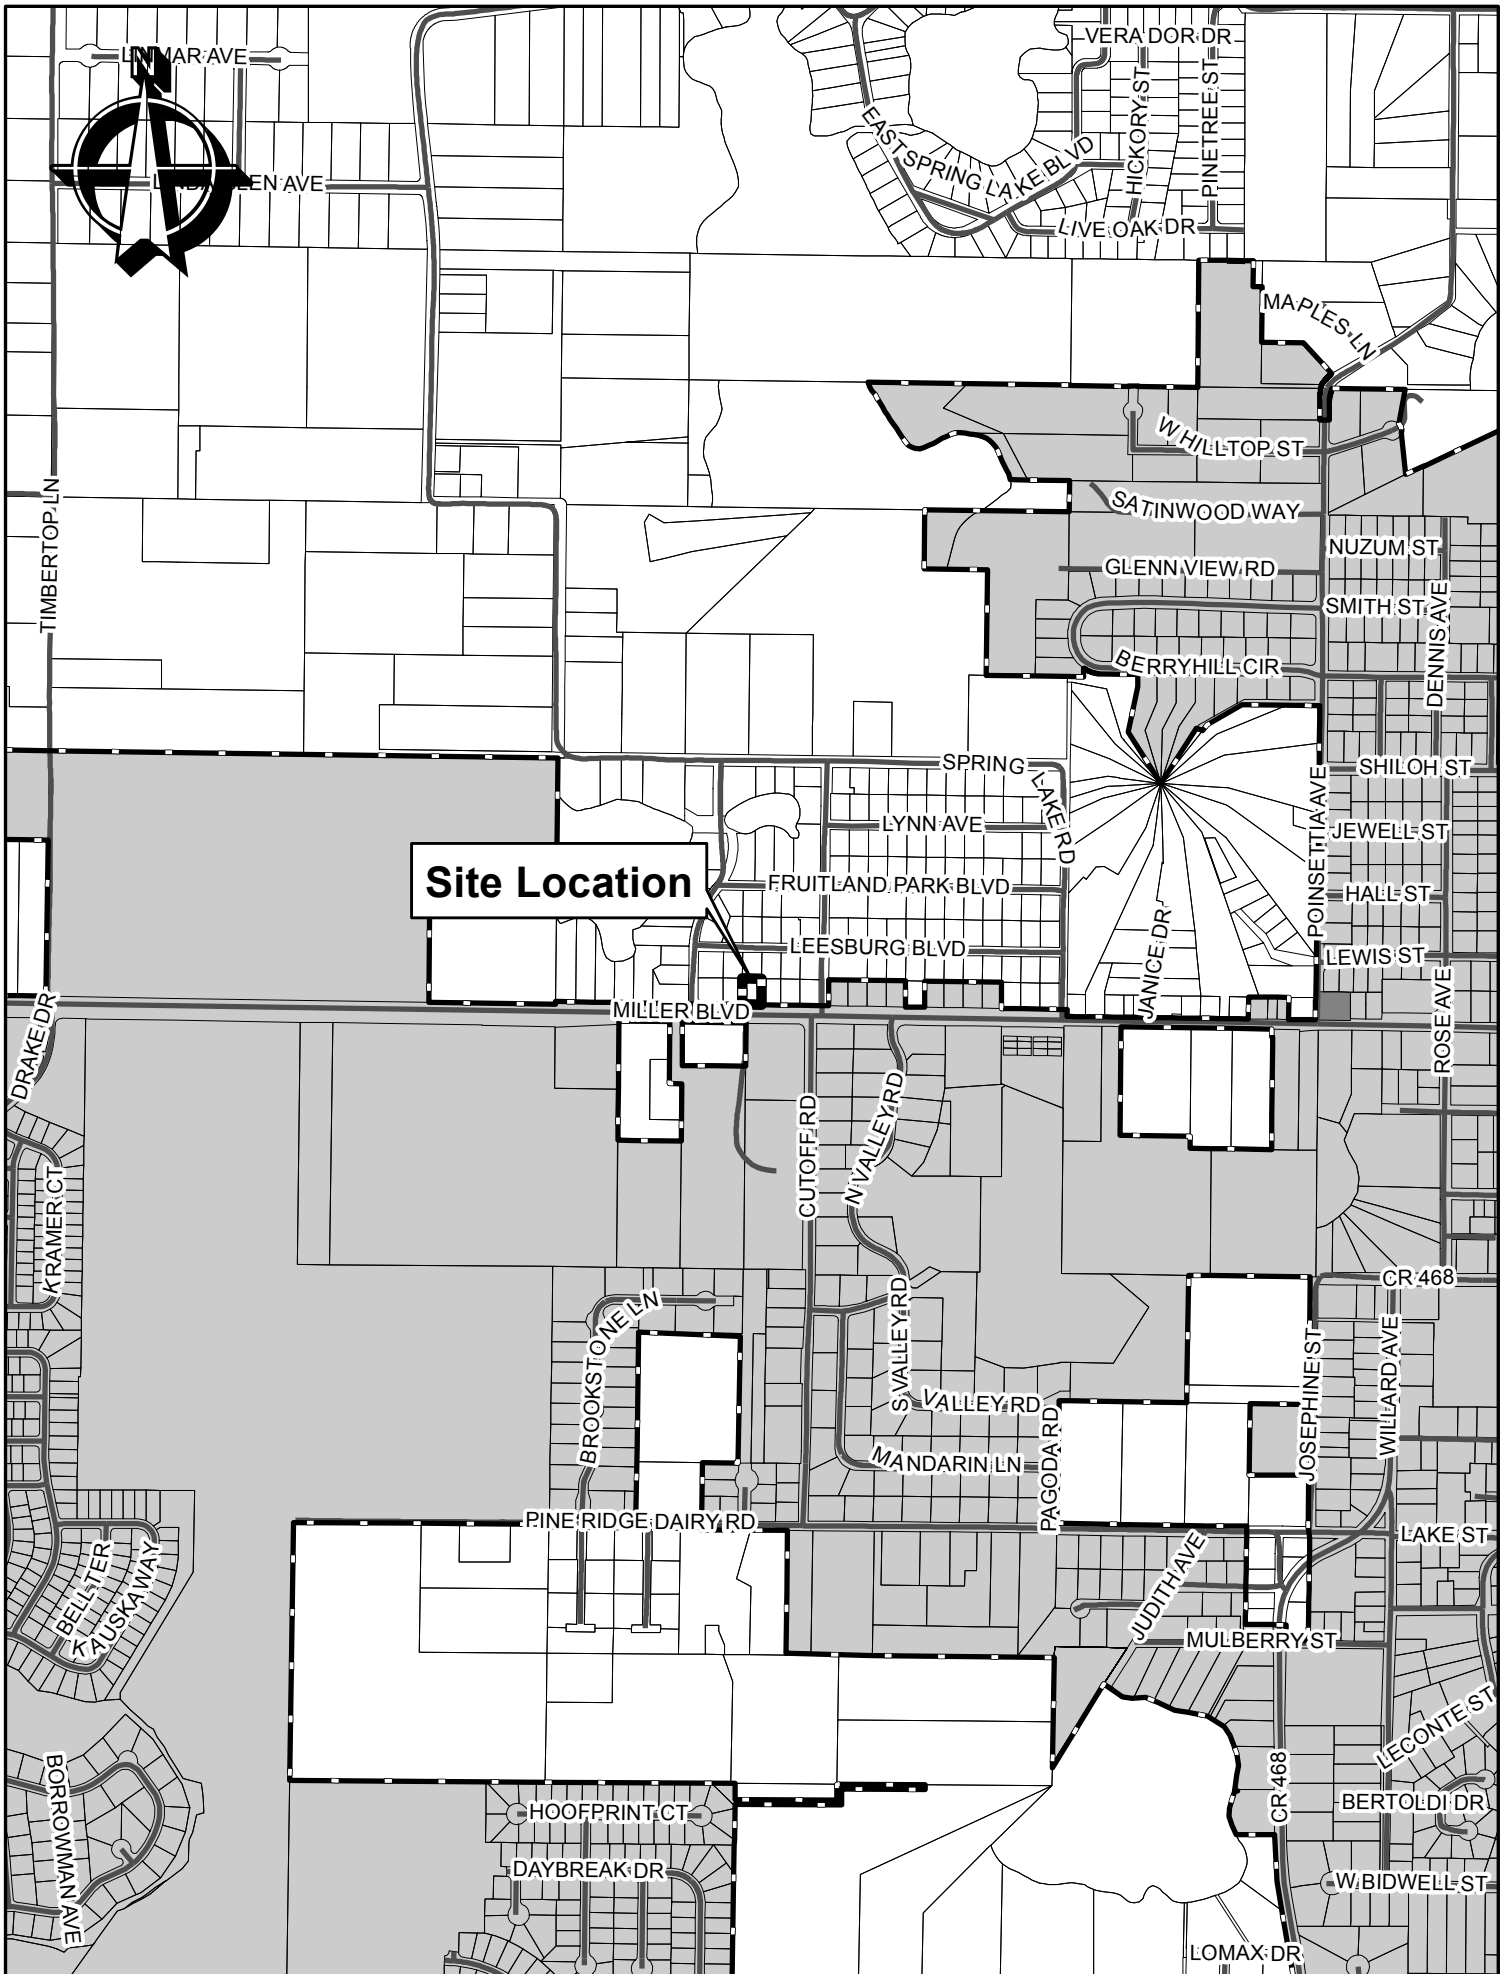 VERA DOR DR
LINMAR AVE
N
HICKORY ST
PINETREE ST
EAST SPRING LAKE BLVD
LIVE OAK DR
MAPLES LN
W HILLTOP ST
SATINWOOD WAY
TIMBERTOP LN
NUZUM ST
GLENN VIEW RD
SMITH ST
DENNIS AVE
BERRYHILL CIR
SPRING LAKE RD
SHILOH ST
POINSETTIA AVE
LYNN AVE
JEWELL ST
Site Location
FRUITLAND PARK BLVD
HALL ST
JANICE DR
LEESBURG BLVD
LEWIS ST
MILLER BLVD
ROSE AVE
DRAKE DR
CUTOFF RD
N VALLEY RD
KRAMER CT
CR 468
BROOKSTONE LN
S VALLEY RD
JOSEPHINE ST
WILLARD AVE
VALLEY RD
PAGODA RD
MANDARIN LN
PINE RIDGE DAIRY RD
LAKE ST
BELL TER
KAUSKAWAY
JUDITH AVE
MULBERRY ST
LECONTE ST
BORROWMAN AVE
CR 468
HOOFPRINT CT
BERTOLDI DR
DAYBREAK DR
W BIDWELL ST
LOMAX DR